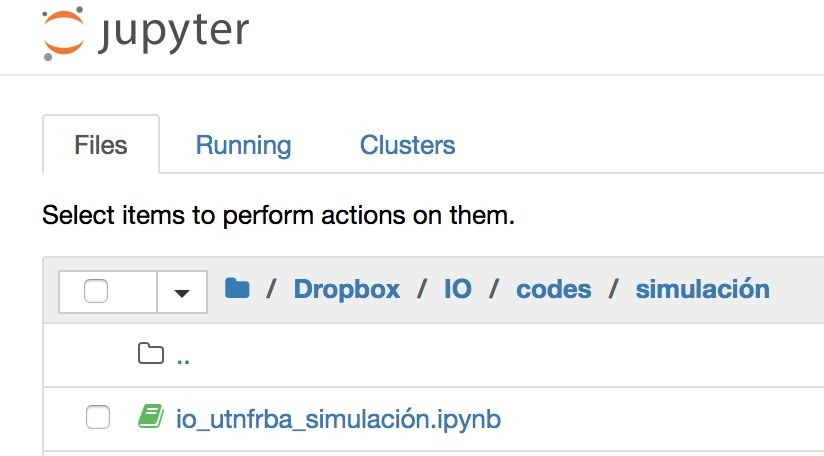 jupyter
Files Running Clusters
Select items to perform actions on them.
/ Dropbox / IO / codes / simulación
..
io_utnfrba_simulación.ipynb